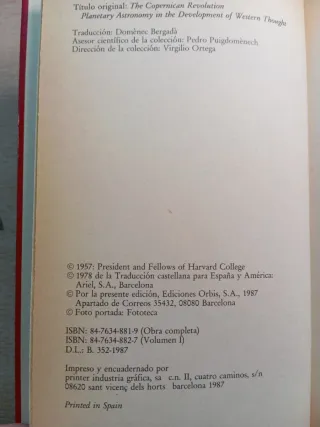 Título original: The Copernican Revolution
Planetary Astronomy in the Development of Western Thought
Traducción: Domènec Bergadà
Asesor científico de la colección: Pedro Puigdomènech
Dirección de la colección: Virgilio Ortega
© 1957: President and Fellows of Harvard College
© 1978 de la Traducción castellana para España y América:
Ariel, S.A., Barcelona
© Por la presente edición, Ediciones Orbis, S.A., 1987
Apartado de Correos 35432, 08080 Barcelona
© Foto portada: Fototeca
ISBN: 84-7634-881-9 (Obra completa)
ISBN: 84-7634-882-7 (Volumen I)
D.L.: B. 352-1987
Impreso y encuadernado por
printer industria gráfica, sa c.n. II, cuatro caminos, s/n
08620 sant vicenç dels horts barcelona 1987
Printed in Spain